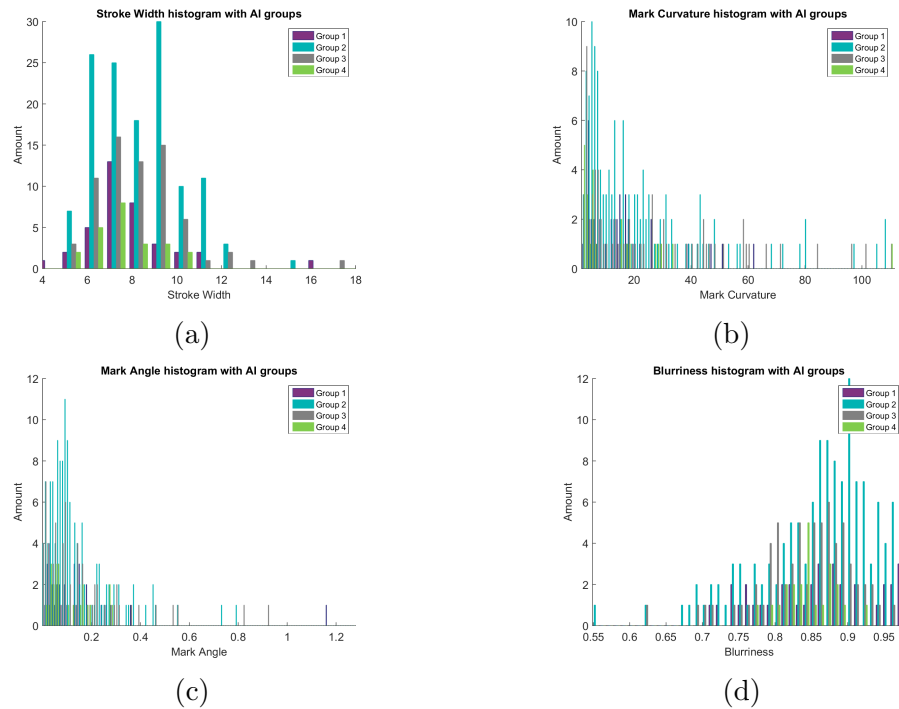 Stroke Width histogram with AI groups
30
25
20
15
10
5
0
Amount
4 6 8 10 12 14 16 18
Stroke Width
Group 1
Group 2
Group 3
Group 4
(a)
Mark Curvature histogram with AI groups
10
8
6
4
2
0
Amount
20 40 60 80 100
Mark Curvature
Group 1
Group 2
Group 3
Group 4
(b)
Mark Angle histogram with AI groups
12
10
8
6
4
2
0
Amount
0.2 0.4 0.6 0.8 1 1.2
Mark Angle
Group 1
Group 2
Group 3
Group 4
(c)
Blurriness histogram with AI groups
12
10
8
6
4
2
0
Amount
0.55 0.6 0.65 0.7 0.75 0.8 0.85 0.9 0.95
Blurriness
Group 1
Group 2
Group 3
Group 4
(d)